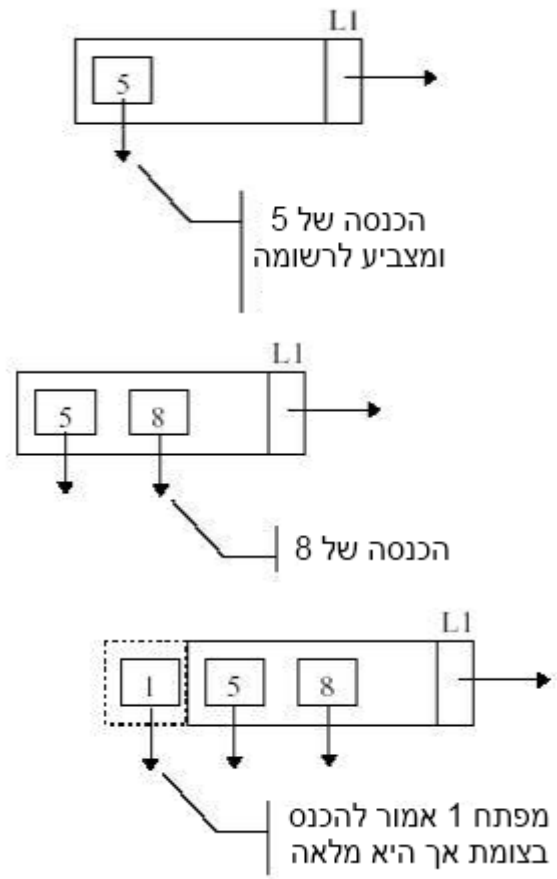 L1
5
הכנסה של 5
ומצביע לרשומה
L1
5 8
הכנסה של 8
L1
1 5 8
מפתח 1 אמור להכנס
בצומת אך היא מלאה